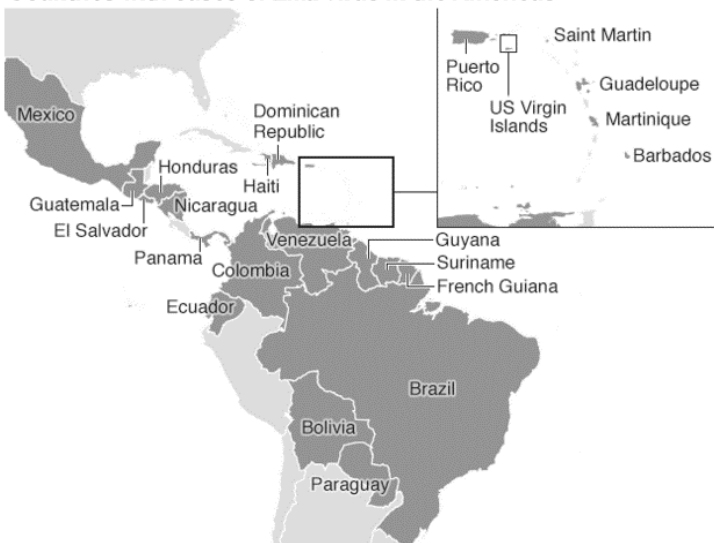 Saint Martin
Puerto
Rico
Guadeloupe
US Virgin
Islands
Martinique
Barbados
Mexico
Dominican
Republic
Honduras
Haiti
Guatemala
Nicaragua
El Salvador
Panama
Venezuela
Guyana
Colombia
Suriname
French Guiana
Ecuador
Brazil
Bolivia
Paraguay